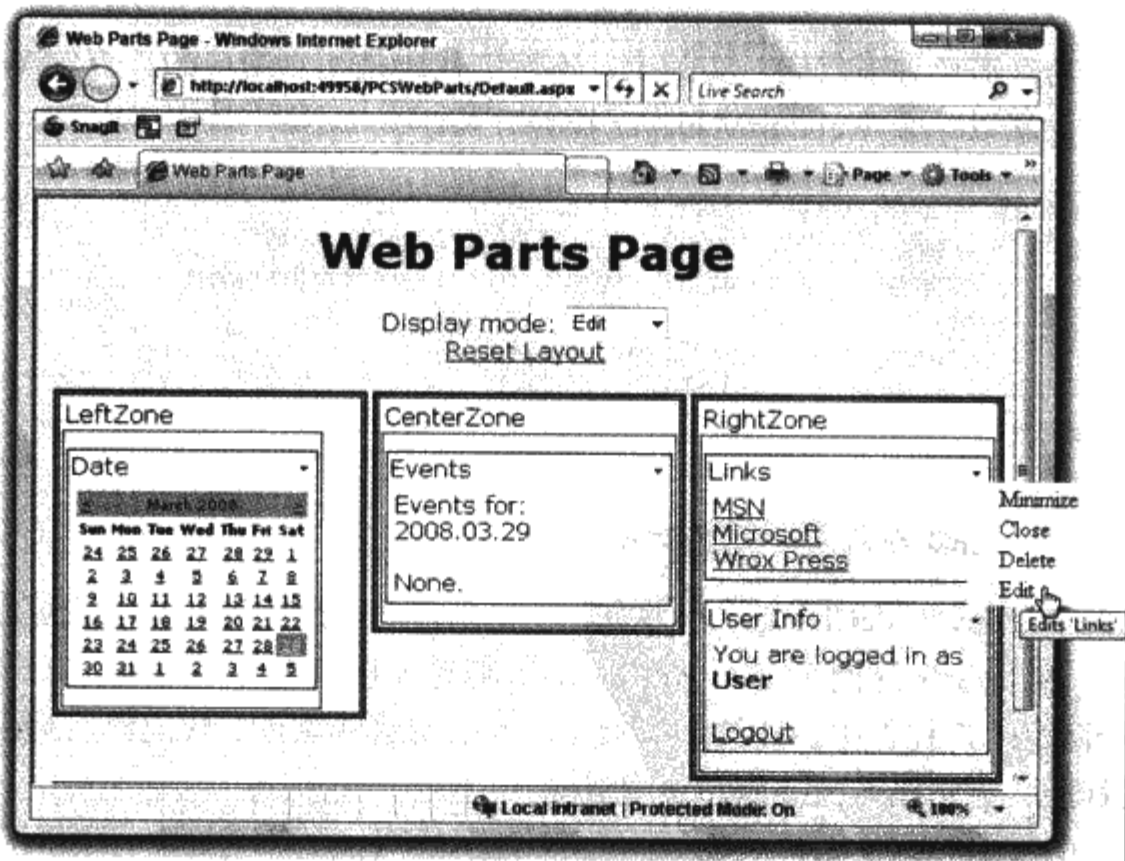 Web Parts Page - Windows Internet Explorer
http://localhost:49958/PCSWebParts/Default.aspx
Live Search
SnagIt
Web Parts Page
Page
Tools
Web Parts Page
Display mode: Edit
Reset Layout
LeftZone
Date
< March 2008 >
Sun Mon Tue Wed Thu Fri Sat
24 25 26 27 28 29 1
2 3 4 5 6 7 8
9 10 11 12 13 14 15
16 17 18 19 20 21 22
23 24 25 26 27 28
30 31 1 2 3 4 5
CenterZone
Events
Events for:
2008.03.29
None.
RightZone
Links
MSN
Microsoft
Wrox Press
Minimize
Close
Delete
Edit
Edits 'Links'
User Info
You are logged in as
User
Logout
Local intranet | Protected Mode: On
100%